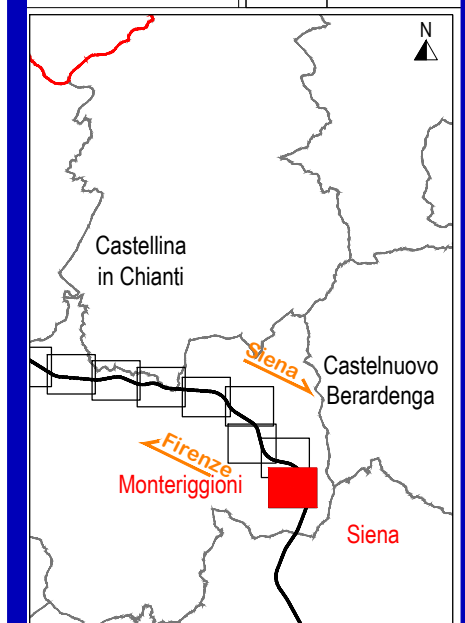 N
Castellina
in Chianti
Siena
Castelnuovo
Berardenga
Firenze
Monteriggioni
Siena